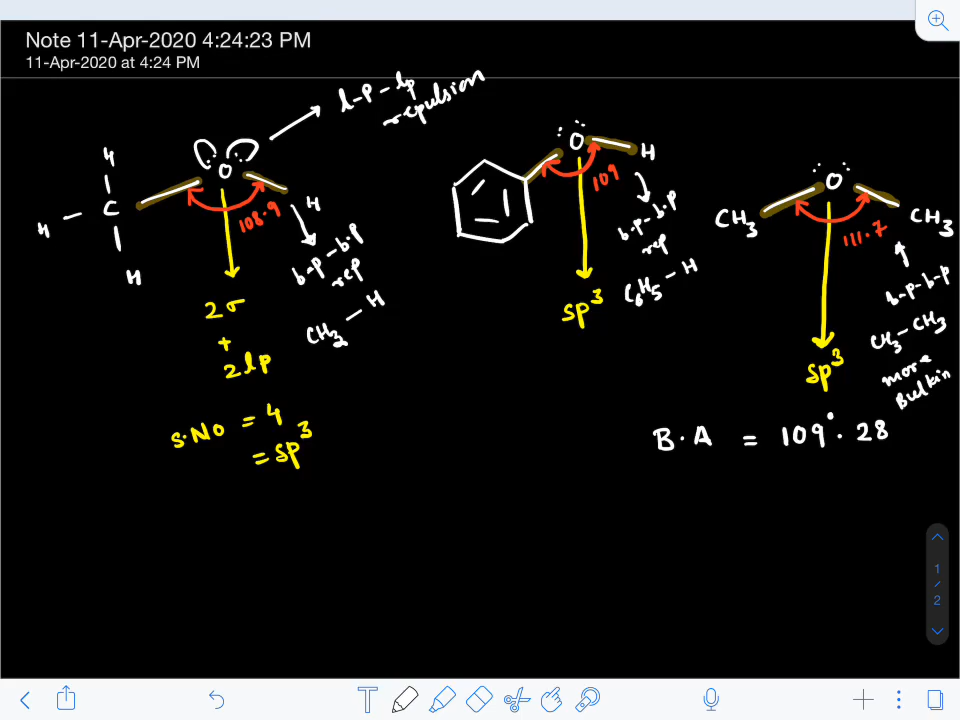 Note 11-Apr-2020 4:24:23 PM
11-Apr-2020 at 4:24 PM
l-p-lp
repulsion
H
H
C
H
O
H
108.9
b-p-b.p
rep
CH3
H
2σ
+
2lp
S.No = 4
= sp3
O
H
109
b.p-b.p
rep
C6H5-H
sp3
O
CH3
CH3
111.7
b-p-b-p
CH3-CH3
more
sp3
B.A = 109°.28
1
/
2
T